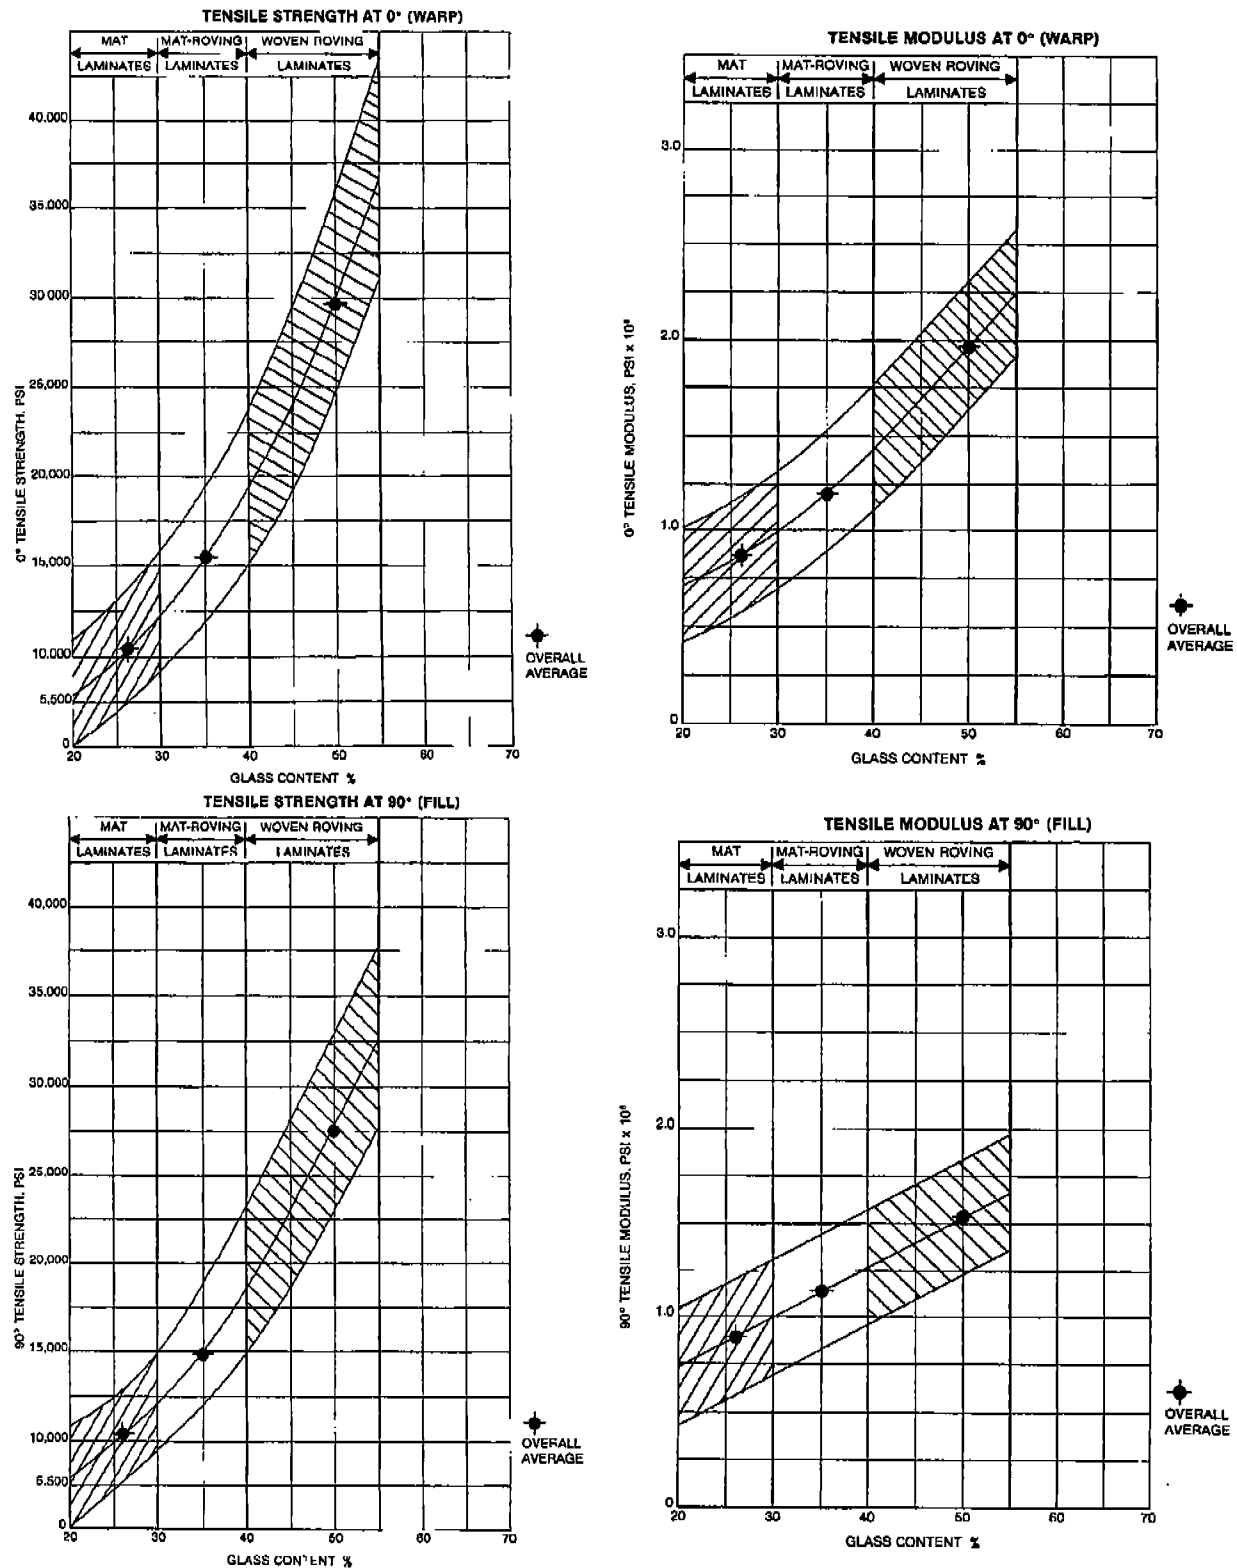 TENSILE STRENGTH AT 0° (WARP)
MAT
MAT-ROVING
WOVEN ROVING
LAMINATES
LAMINATES
LAMINATES
40.000
35.000
30 000
26,000
20,000
15,000
10,000
5,500
0
0° TENSILE STRENGTH, PSI
20
30
40
50
60
70
GLASS CONTENT %
OVERALL
AVERAGE
TENSILE MODULUS AT 0° (WARP)
MAT
MAT-ROVING
WOVEN ROVING
LAMINATES
LAMINATES
LAMINATES
3.0
2.0
1.0
0
0° TENSILE MODULUS, PSI x 10⁶
20
30
40
50
60
70
GLASS CONTENT %
OVERALL
AVERAGE
TENSILE STRENGTH AT 90° (FILL)
MAT
MAT-ROVING
WOVEN ROVING
LAMINATES
LAMINATES
LAMINATES
40,000
35.000
30.000
25,000
20,000
15,000
10,000
5.500
0
90° TENSILE STRENGTH, PSI
20
30
40
50
60
70
GLASS CONTENT %
OVERALL
AVERAGE
TENSILE MODULUS AT 90° (FILL)
MAT
MAT-ROVING
WOVEN ROVING
LAMINATES
LAMINATES
LAMINATES
3.0
2.0
1.0
0
90° TENSILE MODULUS, PSI x 10⁶
20
30
40
50
60
70
GLASS CONTENT %
OVERALL
AVERAGE